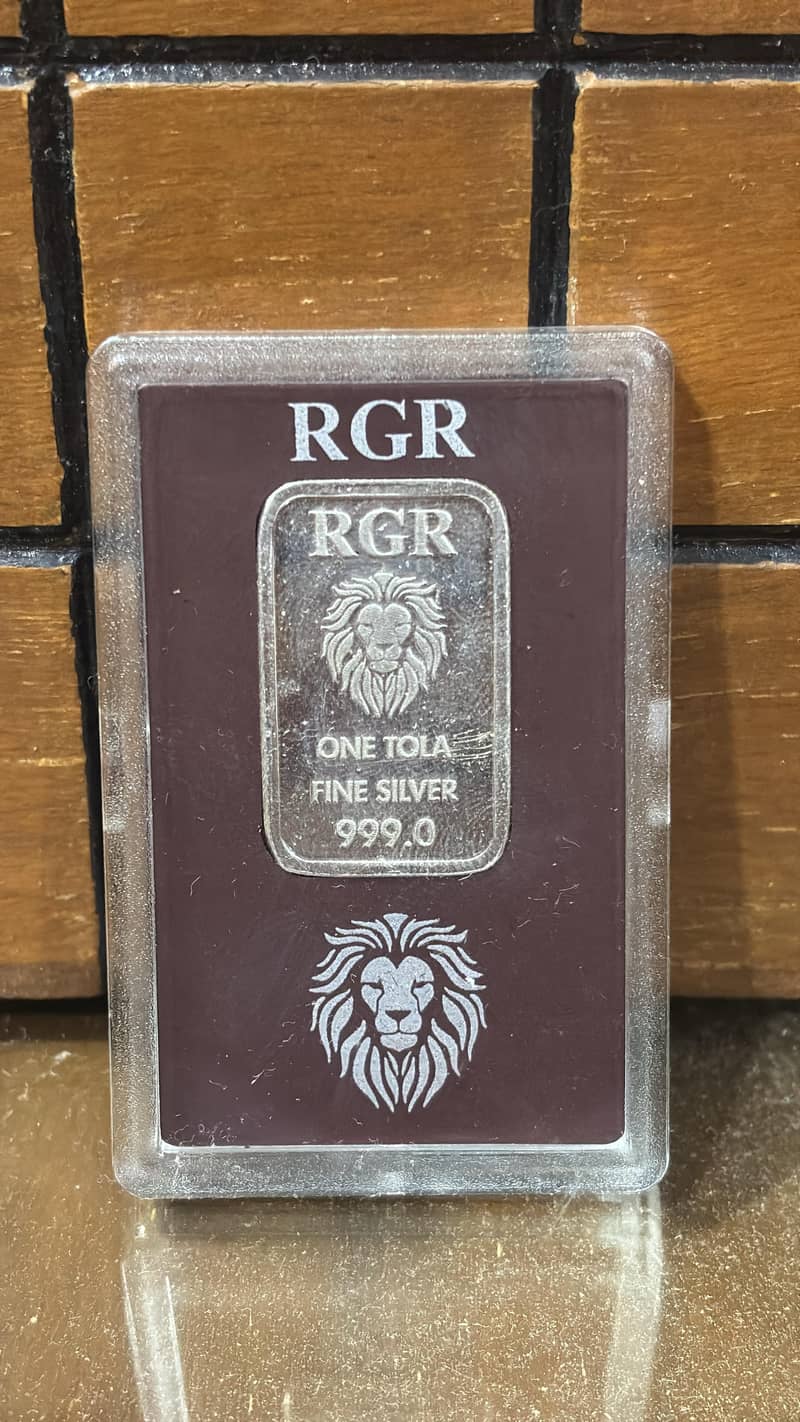 RGR
RGR
ONE TOLA
FINE SILVER
999.0